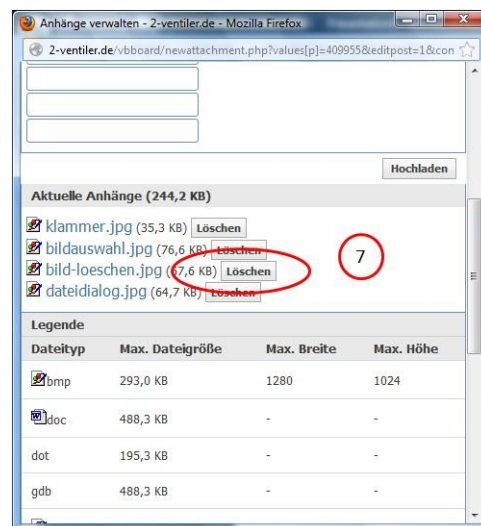 Anhänge verwalten - 2-ventiler.de - Mozilla Firefox
2-ventiler.de/vbboard/newattachment.php?values[p]=409955&editpost=1&con
Hochladen
Aktuelle Anhänge (244,2 KB)
klammer.jpg (35,3 KB) Löschen
bildauswahl.jpg (76,6 KB) Löschen
bild-loeschen.jpg (67,6 KB) Löschen
7
dateidialog.jpg (64,7 KB) Löschen
Legende
Dateityp Max. Dateigröße Max. Breite Max. Höhe
bmp 293,0 KB 1280 1024
doc 488,3 KB - -
dot 195,3 KB - -
gdb 488,3 KB - -